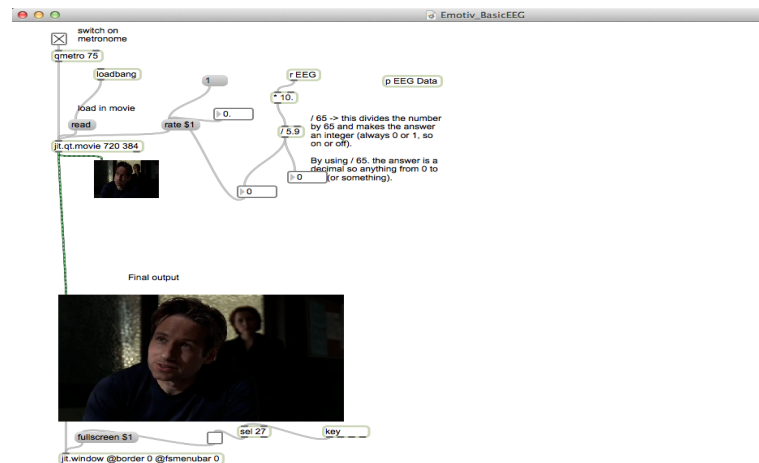 Emotiv_BasicEEG
switch on
metronome
qmetro 75
loadbang
1
r EEG
p EEG Data
* 10.
load in movie
0.
read
rate $1
/ 5.9
/ 65 -> this divides the number
by 65 and makes the answer
an integer (always 0 or 1, so
on or off).
jit.qt.movie 720 384
By using / 65. the answer is a
decimal so anything from 0 to
(or something).
0
0
Final output
fullscreen $1
sel 27
key
jit.window @border 0 @fsmenubar 0